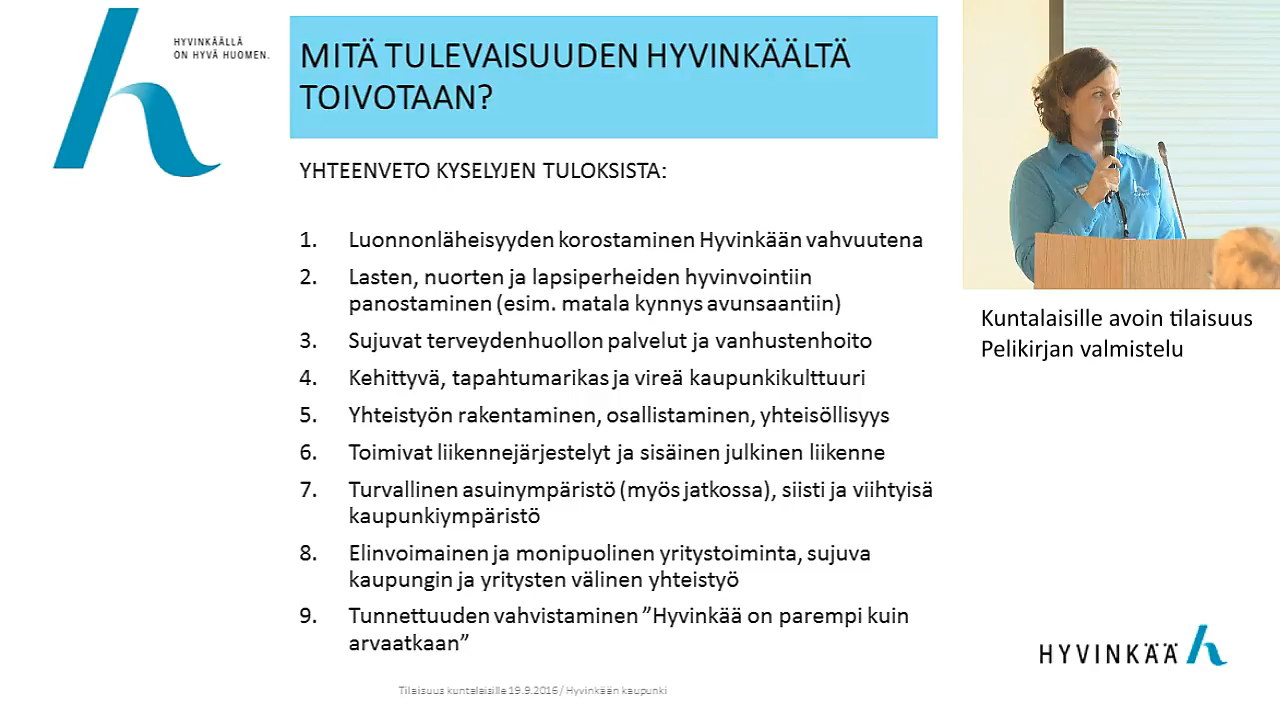 HYVINKÄÄLLÄ
ON HYVÄ HUOMEN.
MITÄ TULEVAISUUDEN HYVINKÄÄLTÄ
TOIVOTAAN?
YHTEENVETO KYSELYJEN TULOKSISTA:
1. Luonnonläheisyyden korostaminen Hyvinkään vahvuutena
2. Lasten, nuorten ja lapsiperheiden hyvinvointiin
panostaminen (esim. matala kynnys avunsaantiin)
3. Sujuvat terveydenhuollon palvelut ja vanhustenhoito
4. Kehittyvä, tapahtumarikas ja vireä kaupunkikulttuuri
5. Yhteistyön rakentaminen, osallistaminen, yhteisöllisyys
6. Toimivat liikennejärjestelyt ja sisäinen julkinen liikenne
7. Turvallinen asuinympäristö (myös jatkossa), siisti ja viihtyisä
kaupunkiympäristö
8. Elinvoimainen ja monipuolinen yritystoiminta, sujuva
kaupungin ja yritysten välinen yhteistyö
9. Tunnettuuden vahvistaminen ”Hyvinkää on parempi kuin
arvaatkaan”
Tilaisuus kuntalaisille 19.9.2016 / Hyvinkään kaupunki
Kuntalaisille avoin tilaisuus
Pelikirjan valmistelu
HYVINKÄÄ